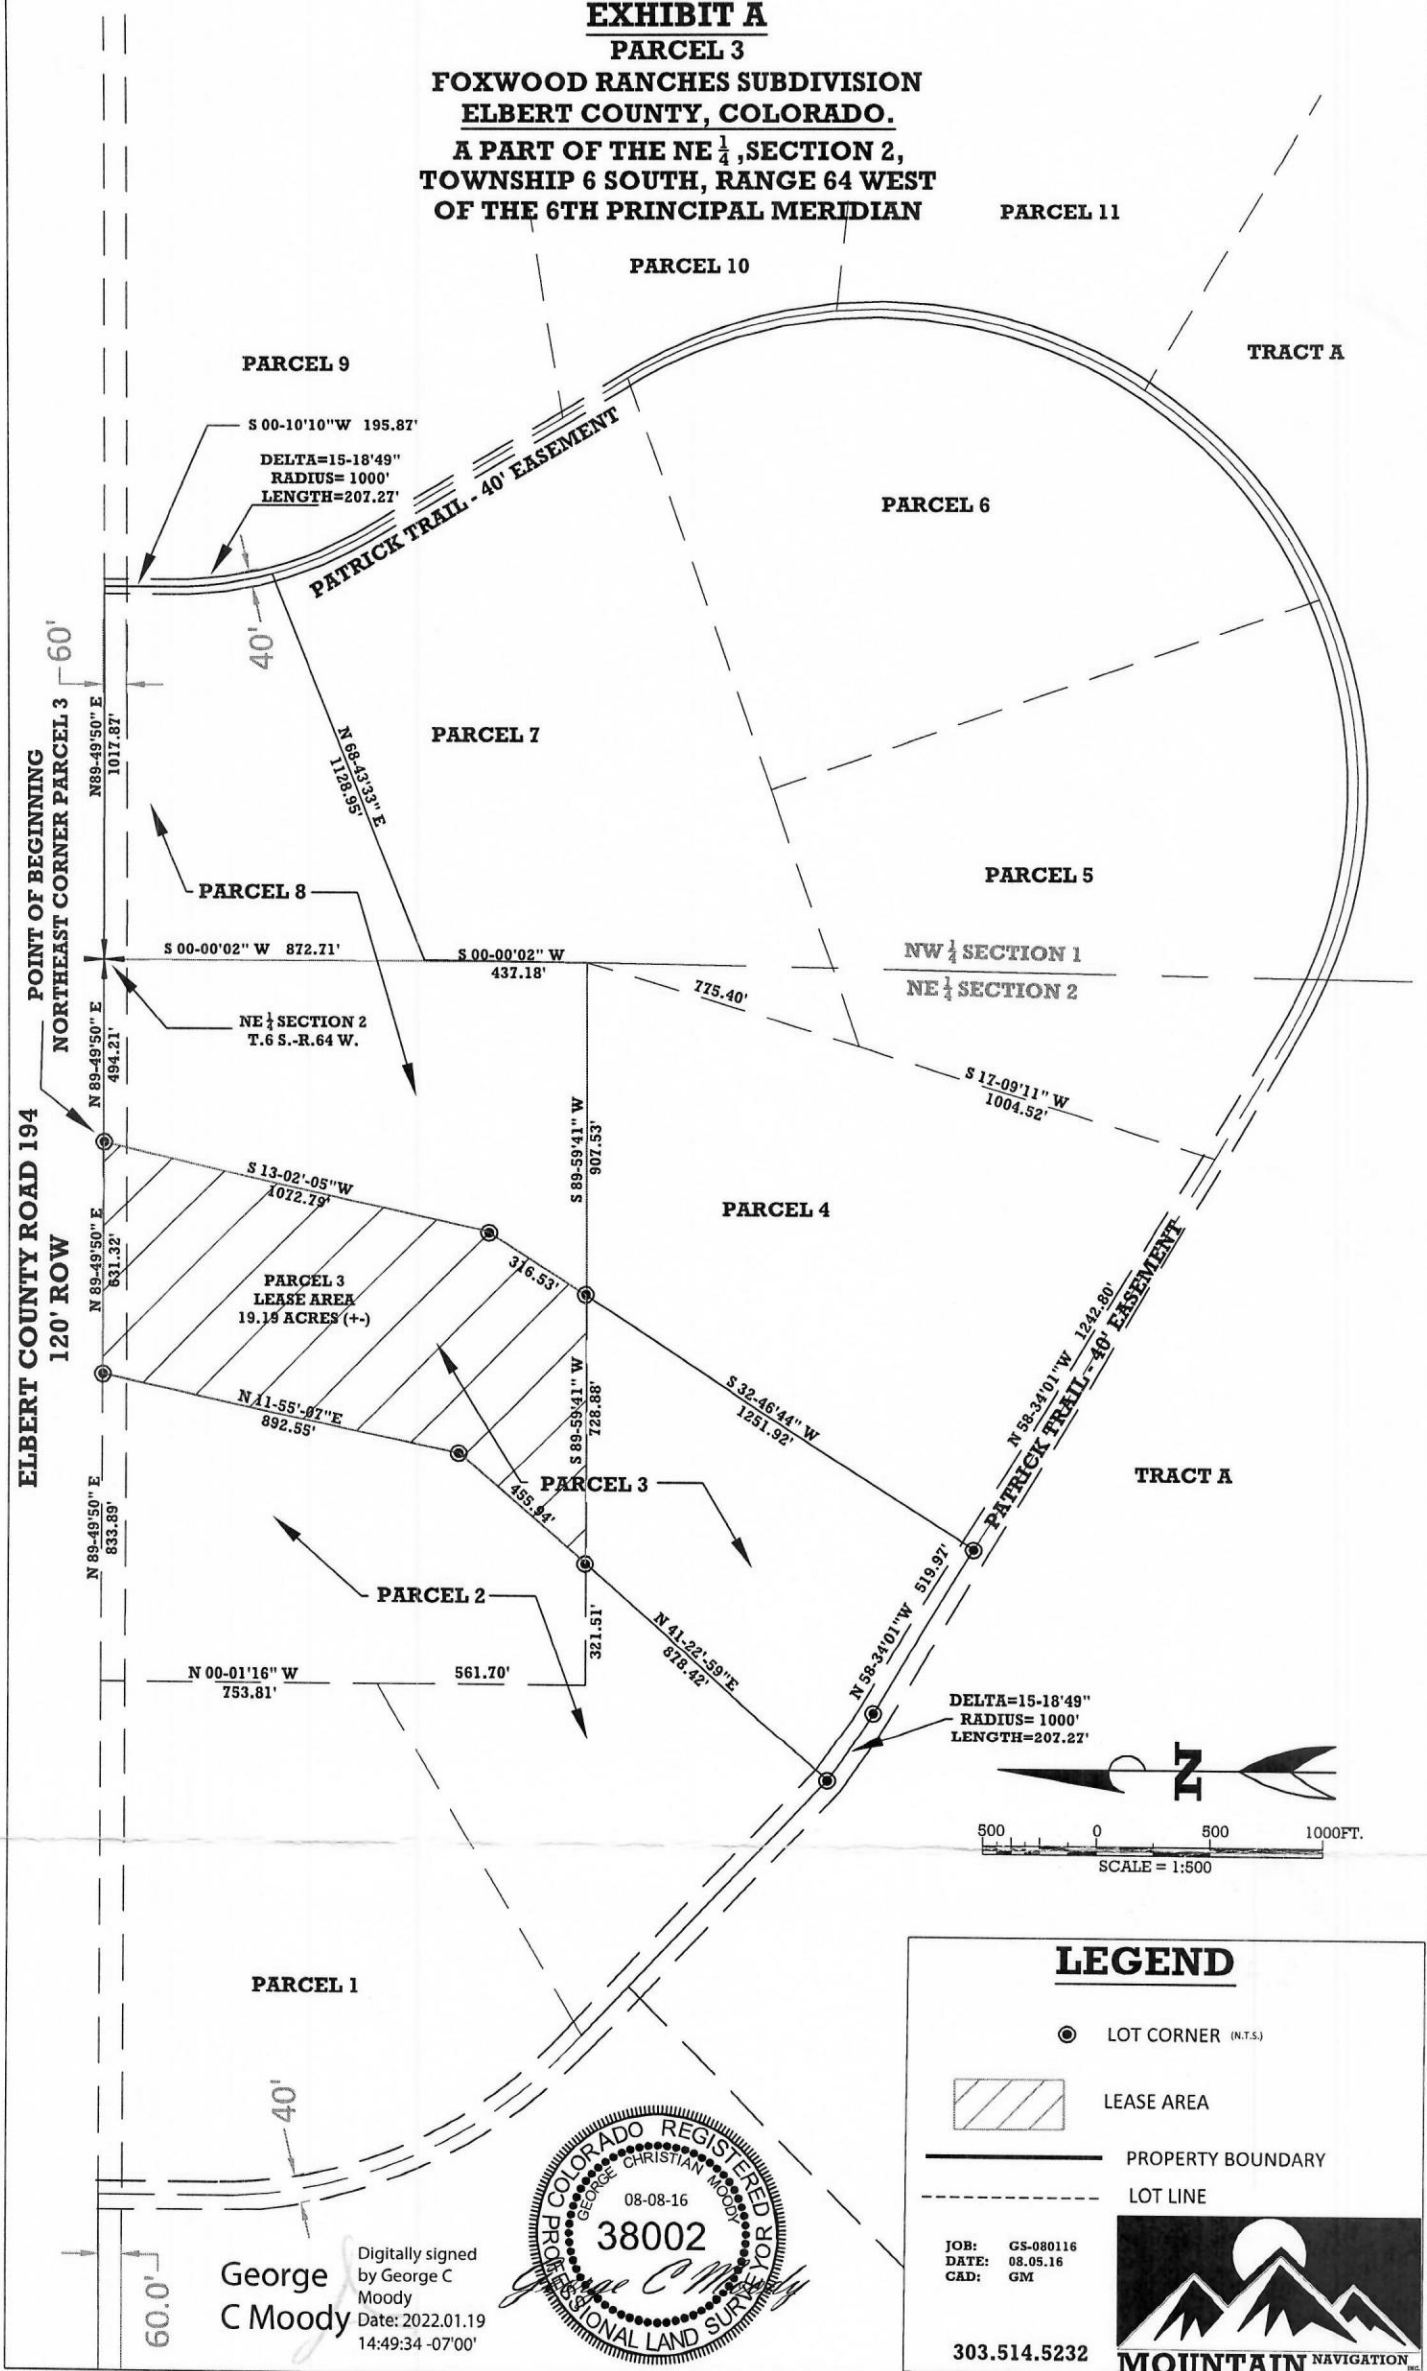 EXHIBIT A
PARCEL 3
FOXWOOD RANCHES SUBDIVISION
ELBERT COUNTY, COLORADO.
A PART OF THE NE 1/4 ,SECTION 2,
TOWNSHIP 6 SOUTH, RANGE 64 WEST
OF THE 6TH PRINCIPAL MERIDIAN
PARCEL 11
PARCEL 10
TRACT A
PARCEL 9
S 00-10'10"W 195.87'
DELTA=15-18'49"
RADIUS= 1000'
LENGTH=207.27'
PATRICK TRAIL - 40' EASEMENT
PARCEL 6
40'
60'
N89-49'50" E
1017.87'
N 68-43'33" E
1128.95'
PARCEL 7
POINT OF BEGINNING
NORTHEAST CORNER PARCEL 3
PARCEL 8
PARCEL 5
S 00-00'02" W 872.71'
S 00-00'02" W
437.18'
NW 1/4 SECTION 1
NE 1/4 SECTION 2
775.40'
NE 1/4 SECTION 2
T.6 S.-R.64 W.
N 89-49'50" E
494.21'
S 17-09'11" W
1004.52'
S 89-59'41" W
907.53'
ELBERT COUNTY ROAD 194
120' ROW
S 13-02'-05"W
1072.79'
PARCEL 4
N 89-49'50" E
631.32'
316.53'
PARCEL 3
LEASE AREA
19.19 ACRES (+-)
N 58-34'01"W 1242.80'
PATRICK TRAIL - 40' EASEMENT
S 32-46'44" W
1251.92'
N 11-55'-07"E
892.55'
S 89-59'41" W
728.88'
PARCEL 3
455.94'
TRACT A
N 89-49'50" E
833.89'
PARCEL 2
N 58-34'01"W 519.97'
321.51'
N 41-22'-59"E
878.42'
N 00-01'16" W
753.81'
561.70'
DELTA=15-18'49"
RADIUS= 1000'
LENGTH=207.27'
N
500 0 500 1000FT.
SCALE = 1:500
PARCEL 1
LEGEND
LOT CORNER (N.T.S.)
LEASE AREA
PROPERTY BOUNDARY
LOT LINE
40'
60.0'
George
C Moody
Digitally signed
by George C
Moody
Date: 2022.01.19
14:49:34 -07'00'
COLORADO REGISTERED
GEORGE CHRISTIAN MOODY
08-08-16
38002
PROFESSIONAL LAND SURVEYOR
George C Moody
JOB: GS-080116
DATE: 08.05.16
CAD: GM
303.514.5232
MOUNTAIN NAVIGATION